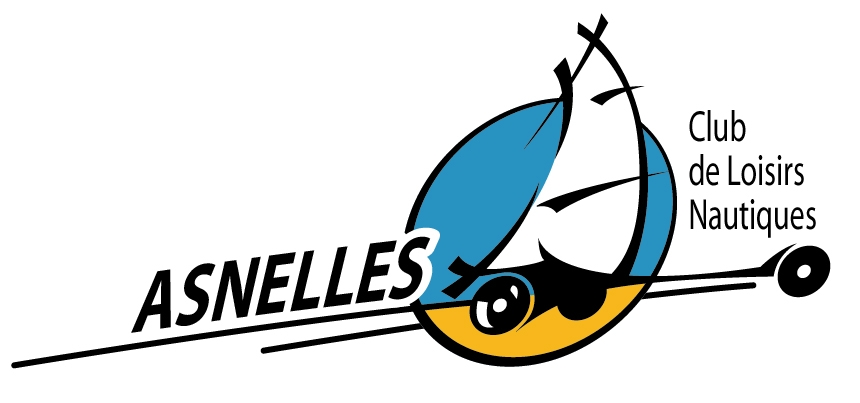 ASNELLES
Club
de Loisirs
Nautiques